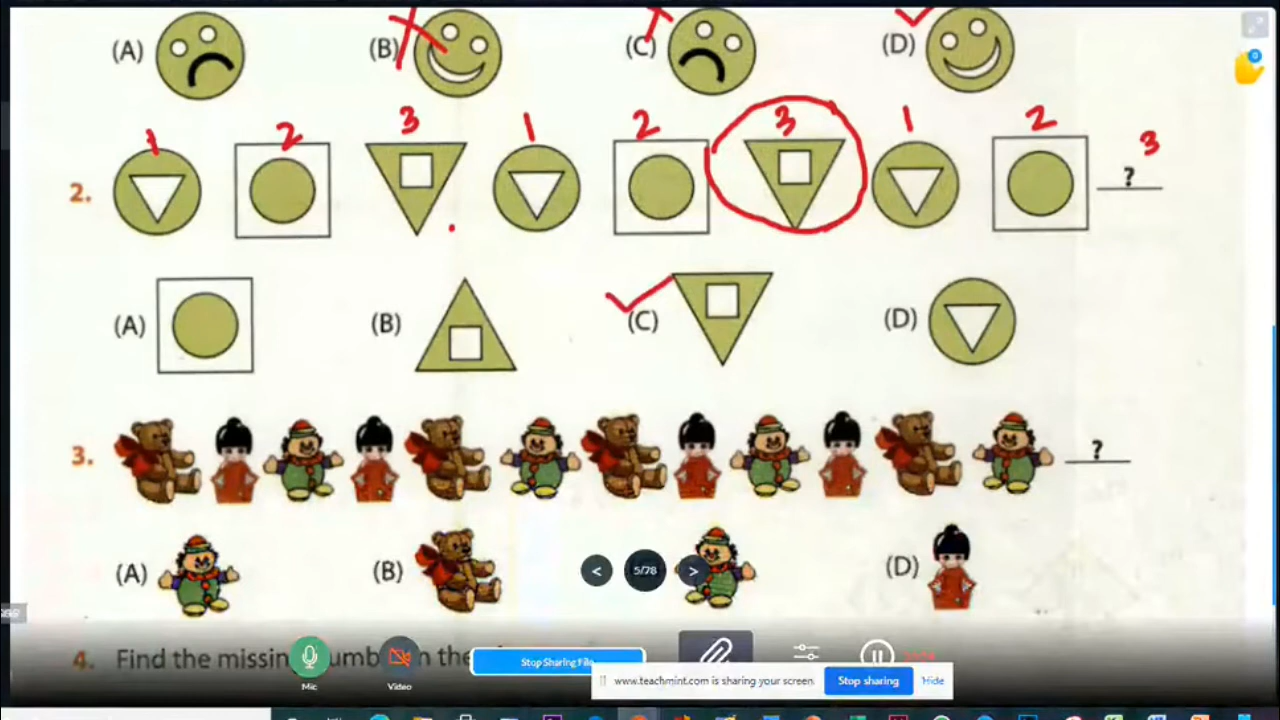 (A) (B) (C) (D)
1 2 3 1 2 3 1 2 3
2. ?
(A) (B) (C) (D)
3. ?
(A) (B) (D)
5/78
4. Find the missin umb n the
Mic Video Stop Sharing File
www.teachmint.com is sharing your screen. Stop sharing Hide